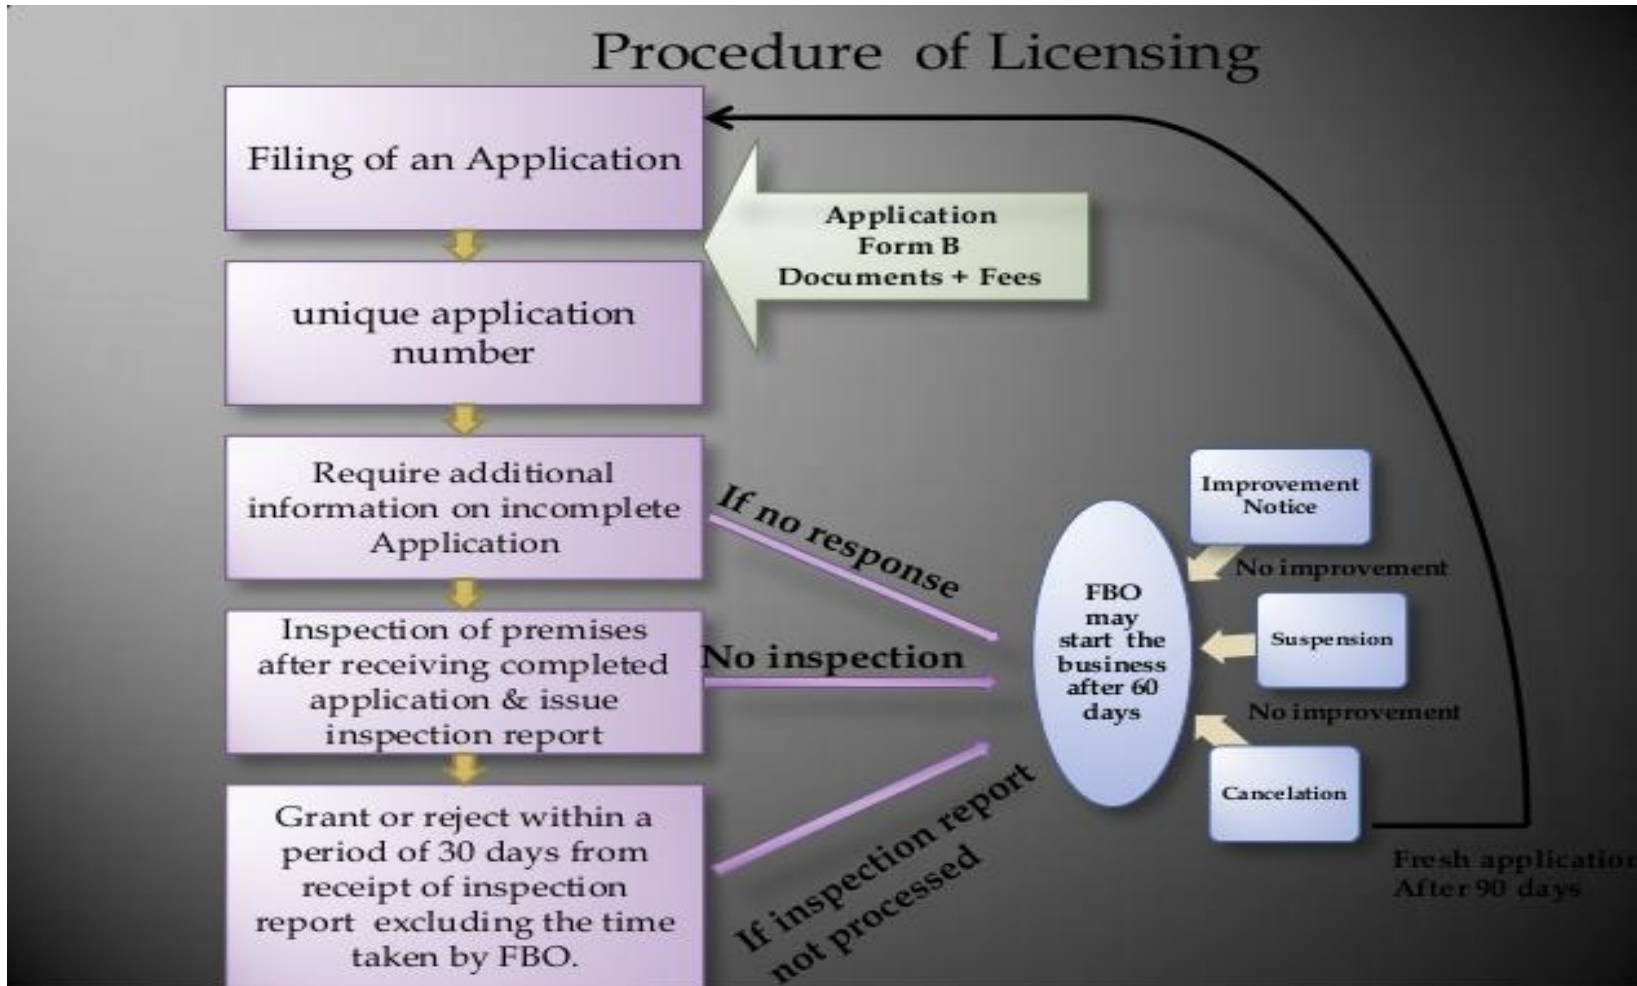 Procedure of Licensing
Filing of an Application
Application
Form B
Documents + Fees
unique application
number
Require additional
information on incomplete
Application
If no response
Inspection of premises
after receiving completed
application & issue
inspection report
No inspection
Grant or reject within a
period of 30 days from
receipt of inspection
report excluding the time
taken by FBO.
If inspection report
not processed
FBO
may
start the
business
after 60
days
Improvement
Notice
No improvement
Suspension
No improvement
Cancelation
Fresh application
After 90 days